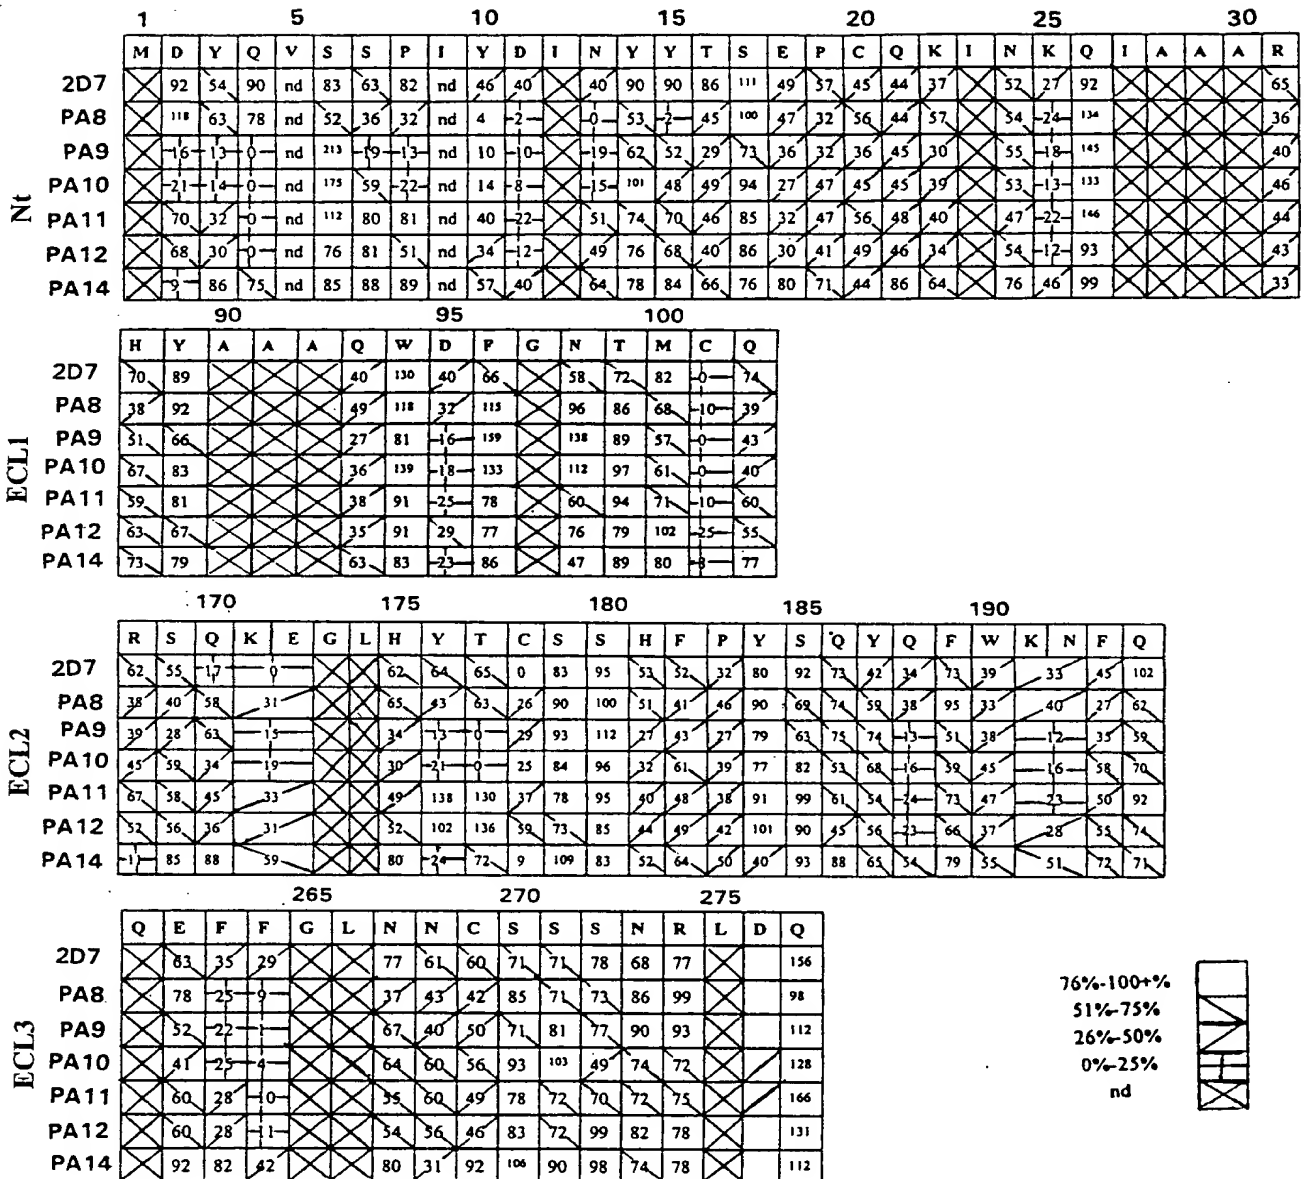 1 5 10 15 20 25 30
M D Y Q V S S P I Y D I N Y Y T S E P C Q K I N K Q I A A A R
2D7 92 54 90 nd 83 63 82 nd 46 40 40 90 90 86 111 49 57 45 44 37 52 27 92 65
PA8 118 63 78 nd 52 36 32 nd 4 2 0 53 2 45 100 47 32 56 44 57 54 24 134 36
PA9 16 13 0 nd 213 19 13 nd 10 10 19 62 52 29 73 36 32 36 45 30 55 18 145 40
Nt
PA10 21 14 0 nd 175 59 22 nd 14 8 15 101 48 49 94 27 47 45 45 39 53 13 133 46
PA11 70 32 0 nd 112 80 81 nd 40 22 51 74 70 46 85 32 47 56 48 40 47 22 146 44
PA12 68 30 0 nd 76 81 51 nd 34 12 49 76 68 40 86 30 41 49 46 34 54 12 93 43
PA14 9 86 75 nd 85 88 89 nd 57 40 64 78 84 66 76 80 71 44 86 64 76 46 99 33
90 95 100
H Y A A A Q W D F G N T M C Q
2D7 70 89 40 130 40 66 58 72 82 0 74
PA8 38 92 49 118 32 115 96 86 68 10 39
PA9 51 66 27 81 16 159 138 89 57 0 43
ECL1
PA10 67 83 36 139 18 133 112 97 61 0 40
PA11 59 81 38 91 25 78 60 94 71 10 60
PA12 63 67 35 91 29 77 76 79 102 25 55
PA14 73 79 63 83 23 86 47 89 80 8 77
170 175 180 185 190
R S Q K E G L H Y T C S S H F P Y S Q Y Q F W K N F Q
2D7 62 55 17 0 62 64 65 0 83 95 53 52 32 80 92 73 42 34 73 39 33 45 102
PA8 38 40 58 31 65 43 63 26 90 100 51 41 46 90 69 74 59 38 95 33 40 27 62
PA9 39 28 63 15 34 13 0 29 93 112 27 43 27 79 63 75 74 13 51 38 12 35 59
ECL2
PA10 45 59 34 19 30 21 0 25 84 96 32 61 39 77 82 53 68 16 59 45 16 58 70
PA11 67 58 45 33 49 138 130 37 78 95 40 48 38 91 99 61 54 24 73 47 23 50 92
PA12 52 56 36 31 52 102 136 59 73 85 44 49 42 101 90 45 56 23 66 37 28 55 74
PA14 11 85 88 59 80 24 72 9 109 83 52 64 50 40 93 88 65 54 79 55 51 72 71
265 270 275
Q E F F G L N N C S S S N R L D Q
2D7 63 35 29 77 61 60 71 71 78 68 77 156
PA8 78 25 9 37 43 42 85 71 73 86 99 98
PA9 52 22 1 67 40 50 71 81 77 90 93 112
ECL3
PA10 41 25 4 64 60 56 93 103 49 74 72 128
PA11 60 28 10 55 60 49 78 72 70 72 75 166
PA12 60 28 11 54 56 46 83 72 99 82 78 131
PA14 92 82 42 80 31 92 106 90 98 74 78 112
76%-100+%
51%-75%
26%-50%
0%-25%
nd